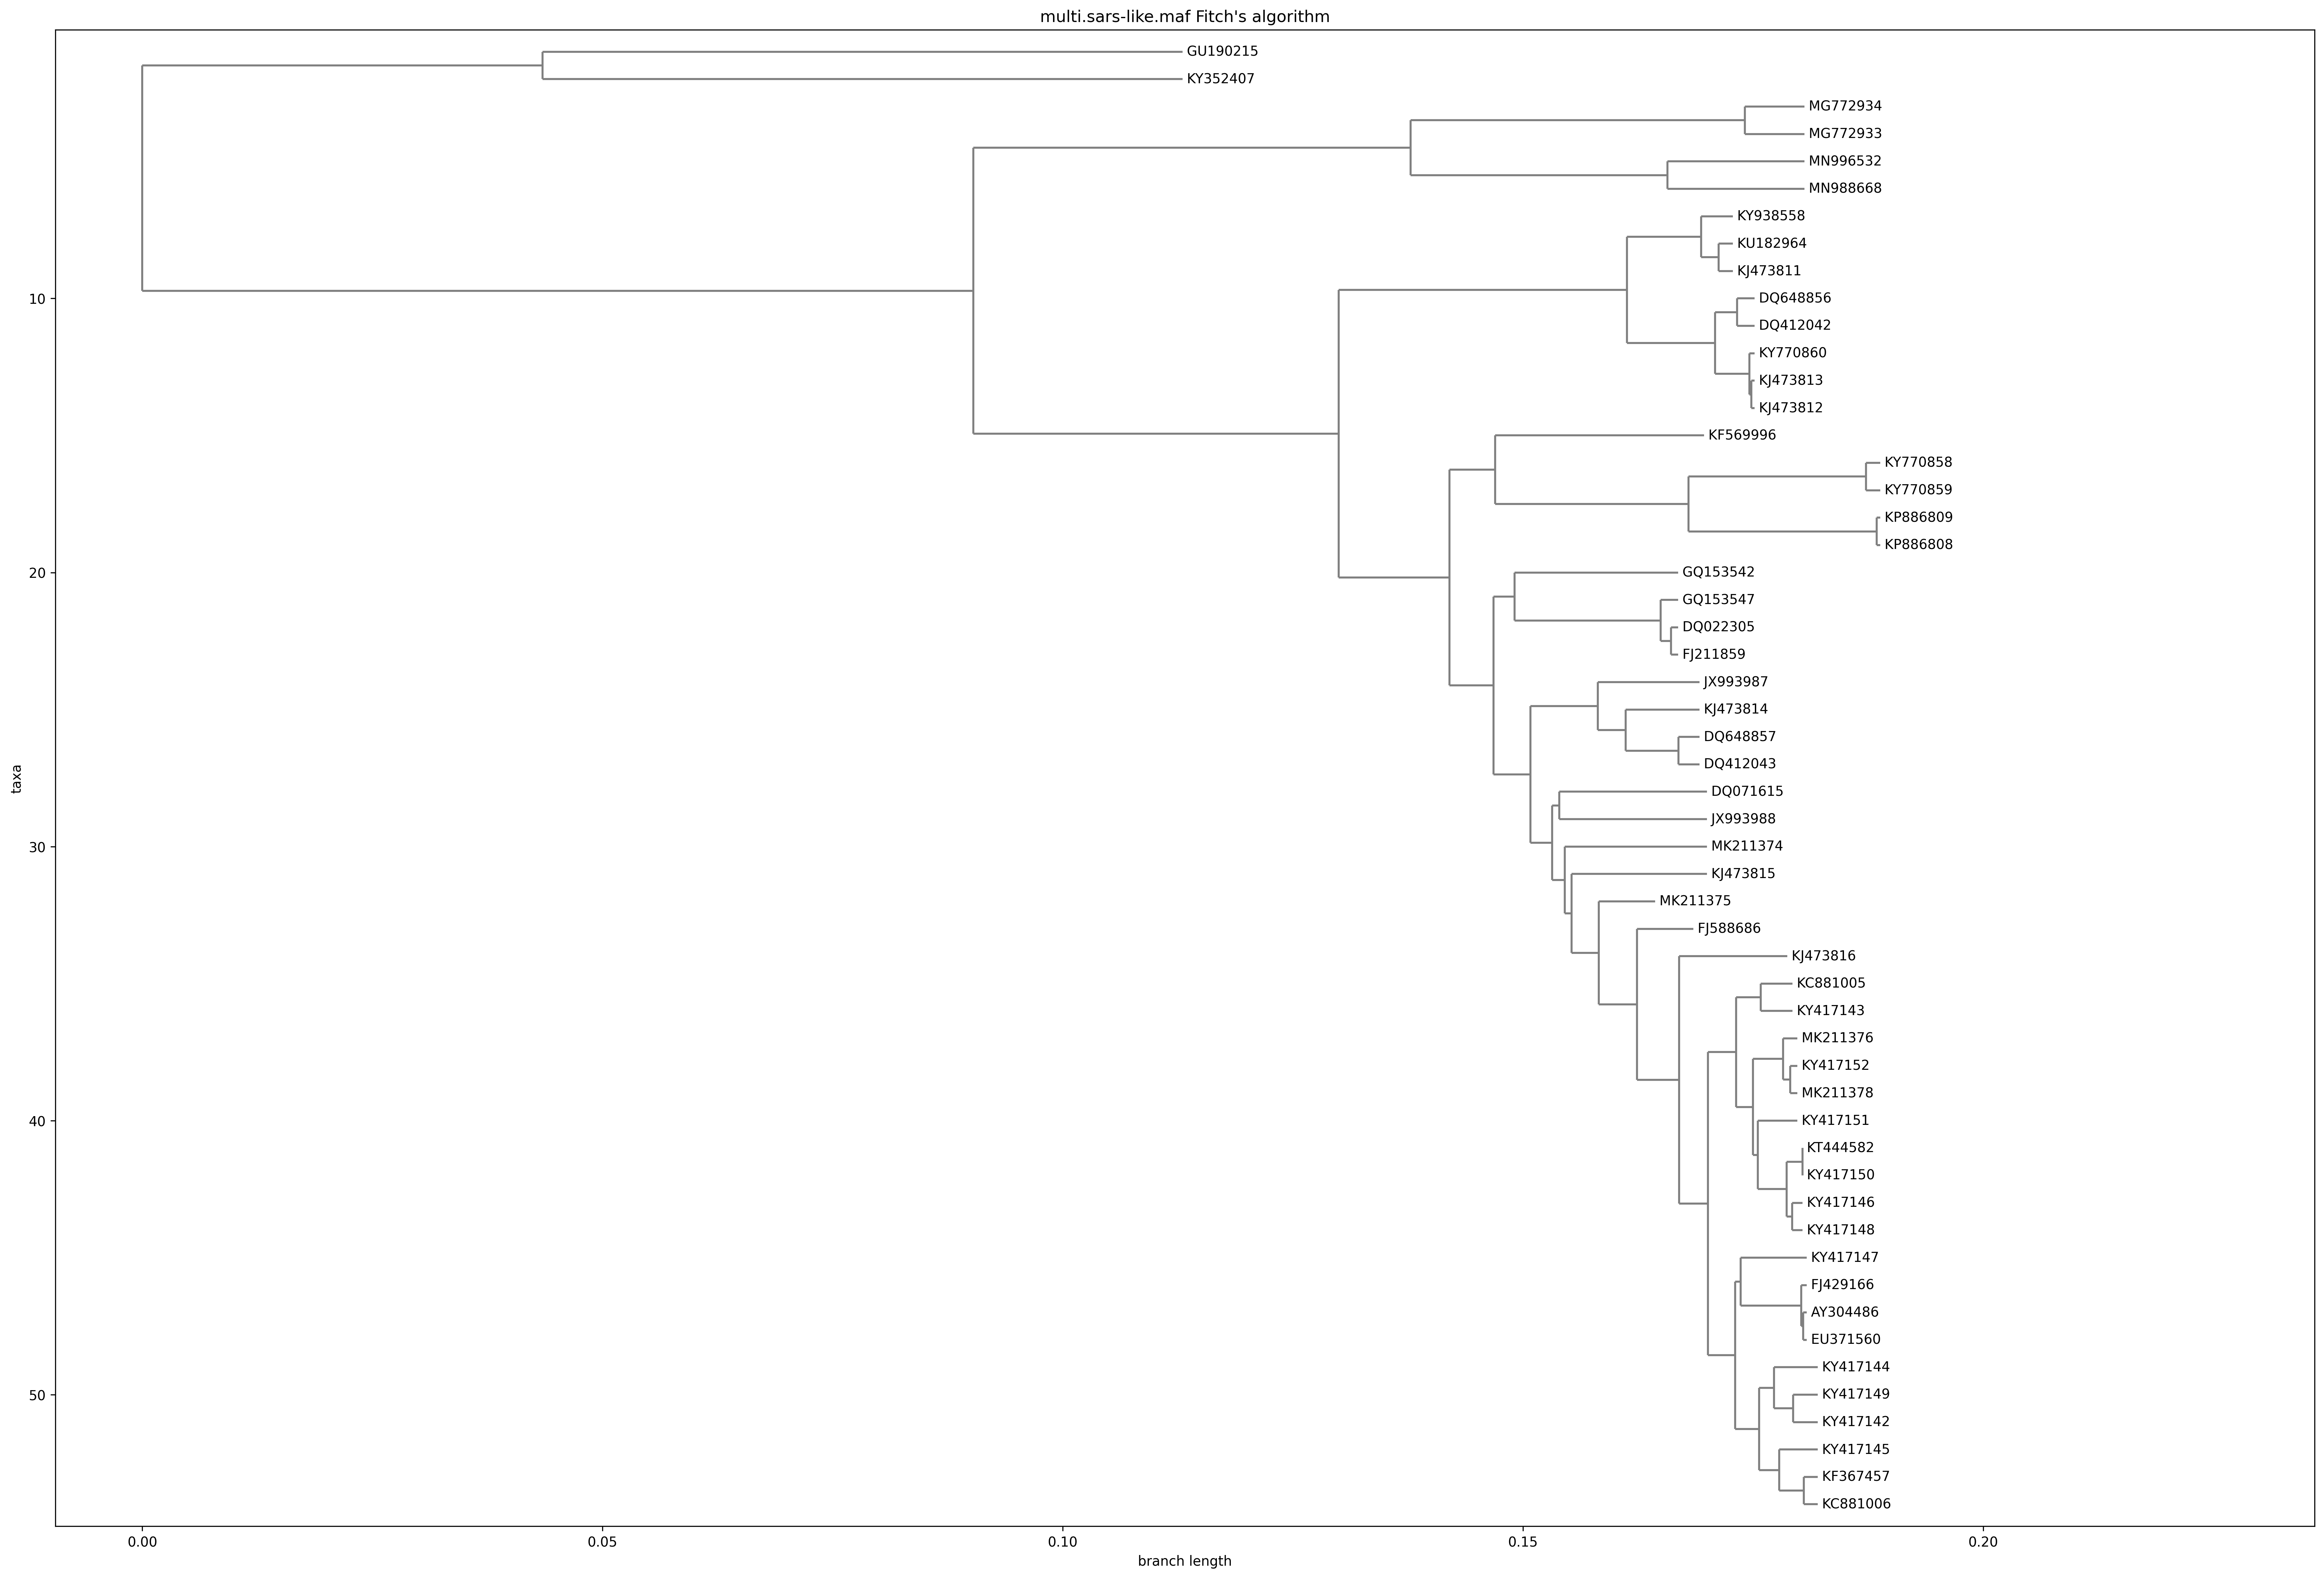 multi.sars-like.maf Fitch's algorithm
GU190215
KY352407
MG772934
MG772933
MN996532
MN988668
KY938558
KU182964
KJ473811
10
DQ648856
DQ412042
KY770860
KJ473813
KJ473812
KF569996
KY770858
KY770859
KP886809
KP886808
20
GQ153542
GQ153547
DQ022305
FJ211859
JX993987
KJ473814
DQ648857
DQ412043
taxa
DQ071615
JX993988
30
MK211374
KJ473815
MK211375
FJ588686
KJ473816
KC881005
KY417143
MK211376
KY417152
MK211378
40
KY417151
KT444582
KY417150
KY417146
KY417148
KY417147
FJ429166
AY304486
EU371560
KY417144
50
KY417149
KY417142
KY417145
KF367457
KC881006
0.00 0.05 0.10 0.15 0.20
branch length